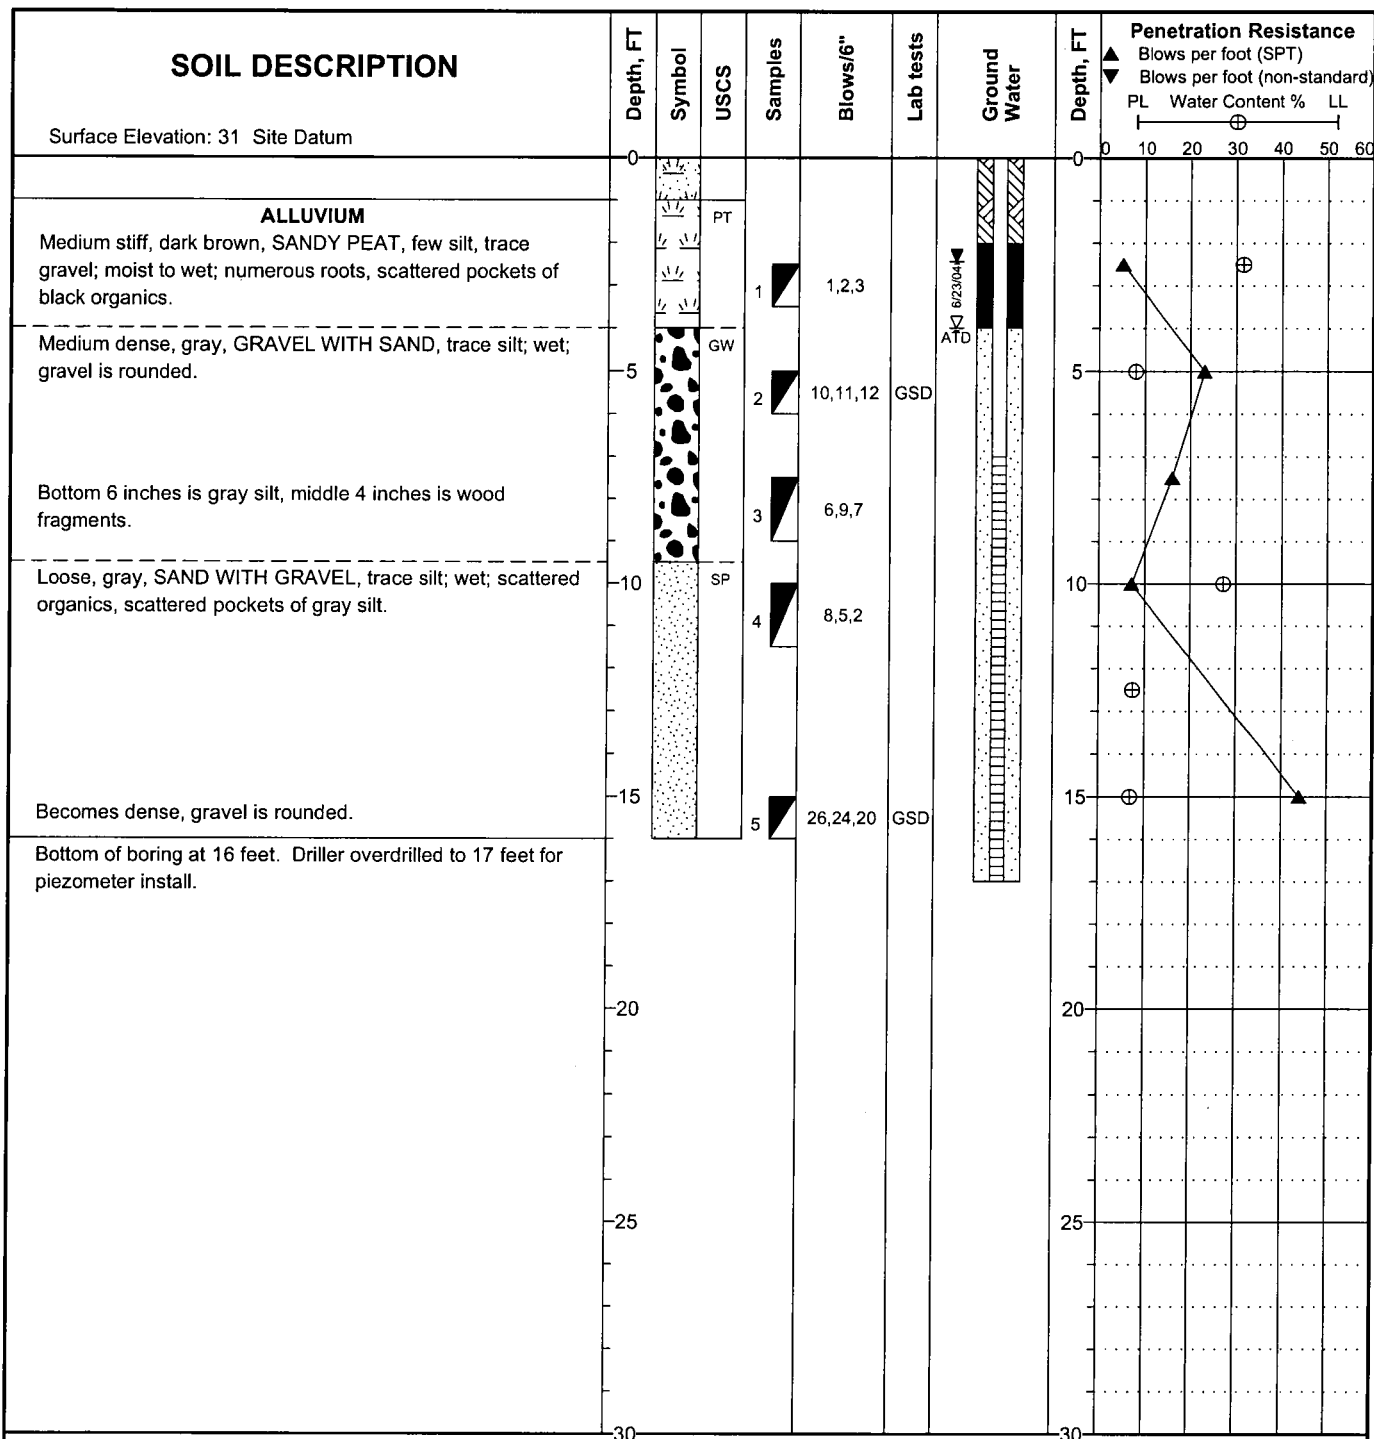 SOIL DESCRIPTION
Surface Elevation: 31 Site Datum
Depth, FT
Symbol
USCS
Samples
Blows/6"
Lab tests
Ground
Water
Depth, FT
Penetration Resistance
▲ Blows per foot (SPT)
▼ Blows per foot (non-standard)
PL Water Content % LL
0 10 20 30 40 50 60
0
0
ALLUVIUM
PT
Medium stiff, dark brown, SANDY PEAT, few silt, trace
gravel; moist to wet; numerous roots, scattered pockets of
black organics.
1
1,2,3
6/23/04
ATD
Medium dense, gray, GRAVEL WITH SAND, trace silt; wet;
gravel is rounded.
GW
5
2
10,11,12
GSD
5
Bottom 6 inches is gray silt, middle 4 inches is wood
fragments.
3
6,9,7
Loose, gray, SAND WITH GRAVEL, trace silt; wet; scattered
organics, scattered pockets of gray silt.
SP
10
4
8,5,2
10
Becomes dense, gravel is rounded.
15
5
26,24,20
GSD
15
Bottom of boring at 16 feet. Driller overdrilled to 17 feet for
piezometer install.
20
20
25
25
30
30